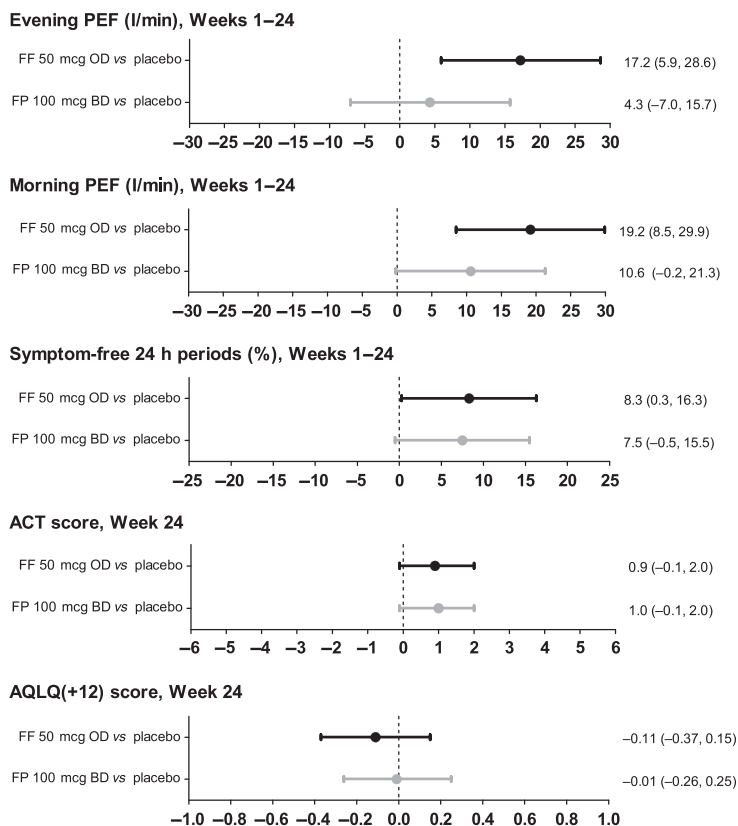 Evening PEF (l/min), Weeks 1–24
FF 50 mcg OD vs placebo 17.2 (5.9, 28.6)
FP 100 mcg BD vs placebo 4.3 (–7.0, 15.7)
–30 –25 –20 –15 –10 –5 0 5 10 15 20 25 30
Morning PEF (l/min), Weeks 1–24
FF 50 mcg OD vs placebo 19.2 (8.5, 29.9)
FP 100 mcg BD vs placebo 10.6 (–0.2, 21.3)
–30 –25 –20 –15 –10 –5 0 5 10 15 20 25 30
Symptom-free 24 h periods (%), Weeks 1–24
FF 50 mcg OD vs placebo 8.3 (0.3, 16.3)
FP 100 mcg BD vs placebo 7.5 (–0.5, 15.5)
–25 –20 –15 –10 –5 0 5 10 15 20 25
ACT score, Week 24
FF 50 mcg OD vs placebo 0.9 (–0.1, 2.0)
FP 100 mcg BD vs placebo 1.0 (–0.1, 2.0)
–6 –5 –4 –3 –2 –1 0 1 2 3 4 5 6
AQLQ(+12) score, Week 24
FF 50 mcg OD vs placebo –0.11 (–0.37, 0.15)
FP 100 mcg BD vs placebo –0.01 (–0.26, 0.25)
–1.0 –0.8 –0.6 –0.4 –0.2 0.0 0.2 0.4 0.6 0.8 1.0